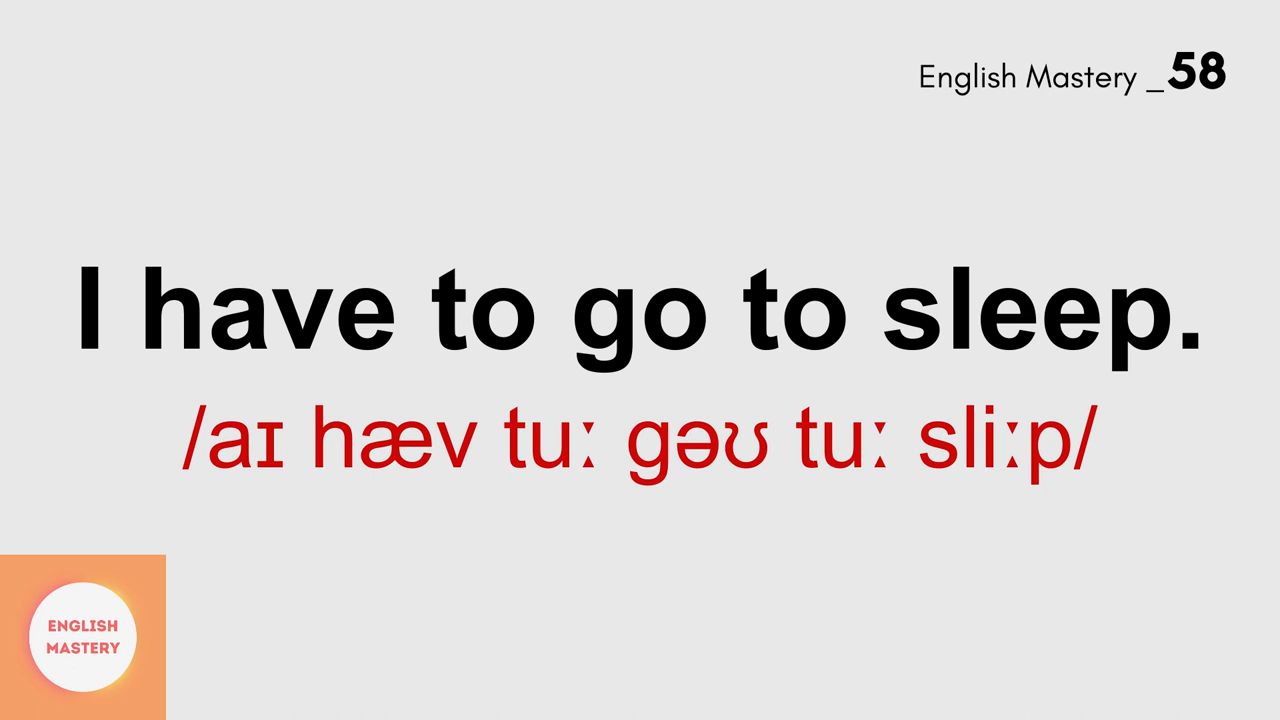 English Mastery _58
I have to go to sleep.
/aɪ hæv tuː gəʊ tuː sliːp/
ENGLISH
MASTERY